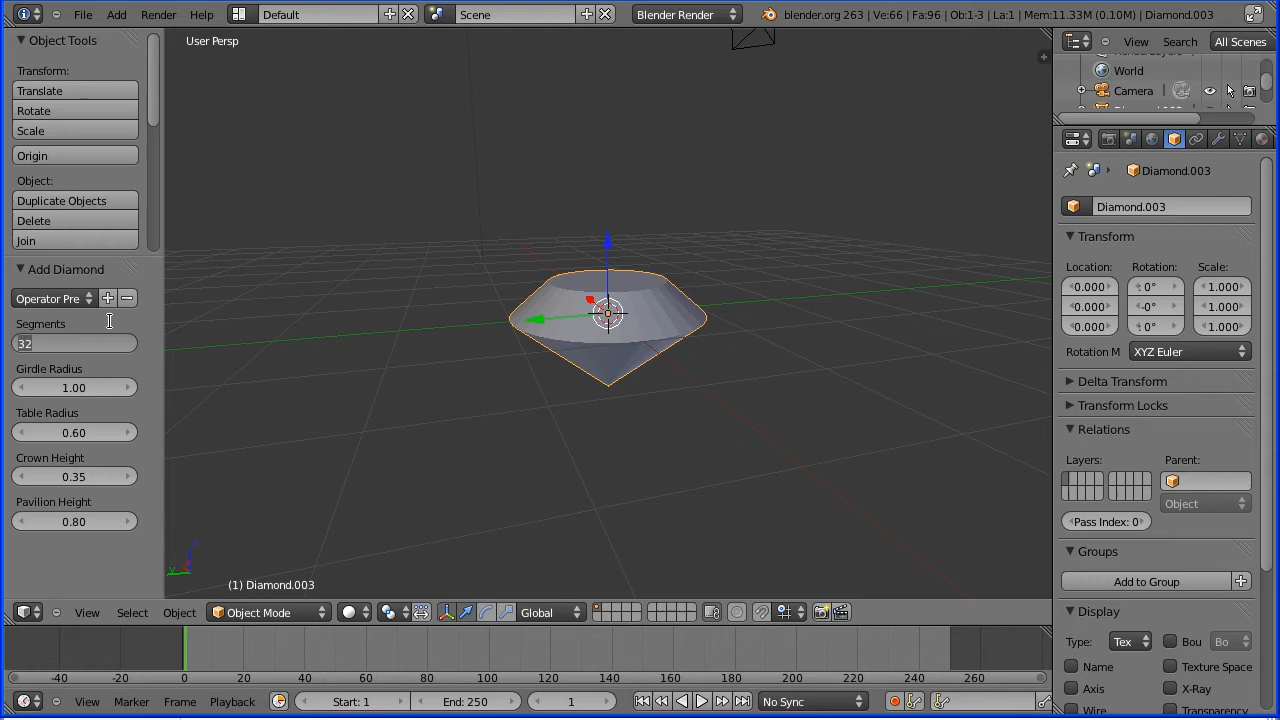 File Add Render Help Default Scene Blender Render blender.org 263 | Ve:66 | Fa:96 | Ob:1-3 | La:1 | Mem:11.33M (0.10M) | Diamond.003
Object Tools
User Persp
View Search All Scenes
World
Camera
Transform:
Translate
Rotate
Scale
Origin
Object:
Duplicate Objects
Delete
Join
Add Diamond
Operator Pre
Segments
32
Girdle Radius
1.00
Table Radius
0.60
Crown Height
0.35
Pavilion Height
0.80
(1) Diamond.003
Diamond.003
Diamond.003
Transform
Location: Rotation: Scale:
0.000 0° 1.000
0.000 -0° 1.000
0.000 0° 1.000
Rotation M XYZ Euler
Delta Transform
Transform Locks
Relations
Layers: Parent:
Object
Pass Index: 0
Groups
Add to Group
Display
Type: Tex Bou Bo
Name Texture Space
Axis X-Ray
Wire Transparency
View Select Object Object Mode Global
-40 -20 0 20 40 60 80 100 120 140 160 180 200 220 240 260
View Marker Frame Playback Start: 1 End: 250 1 No Sync